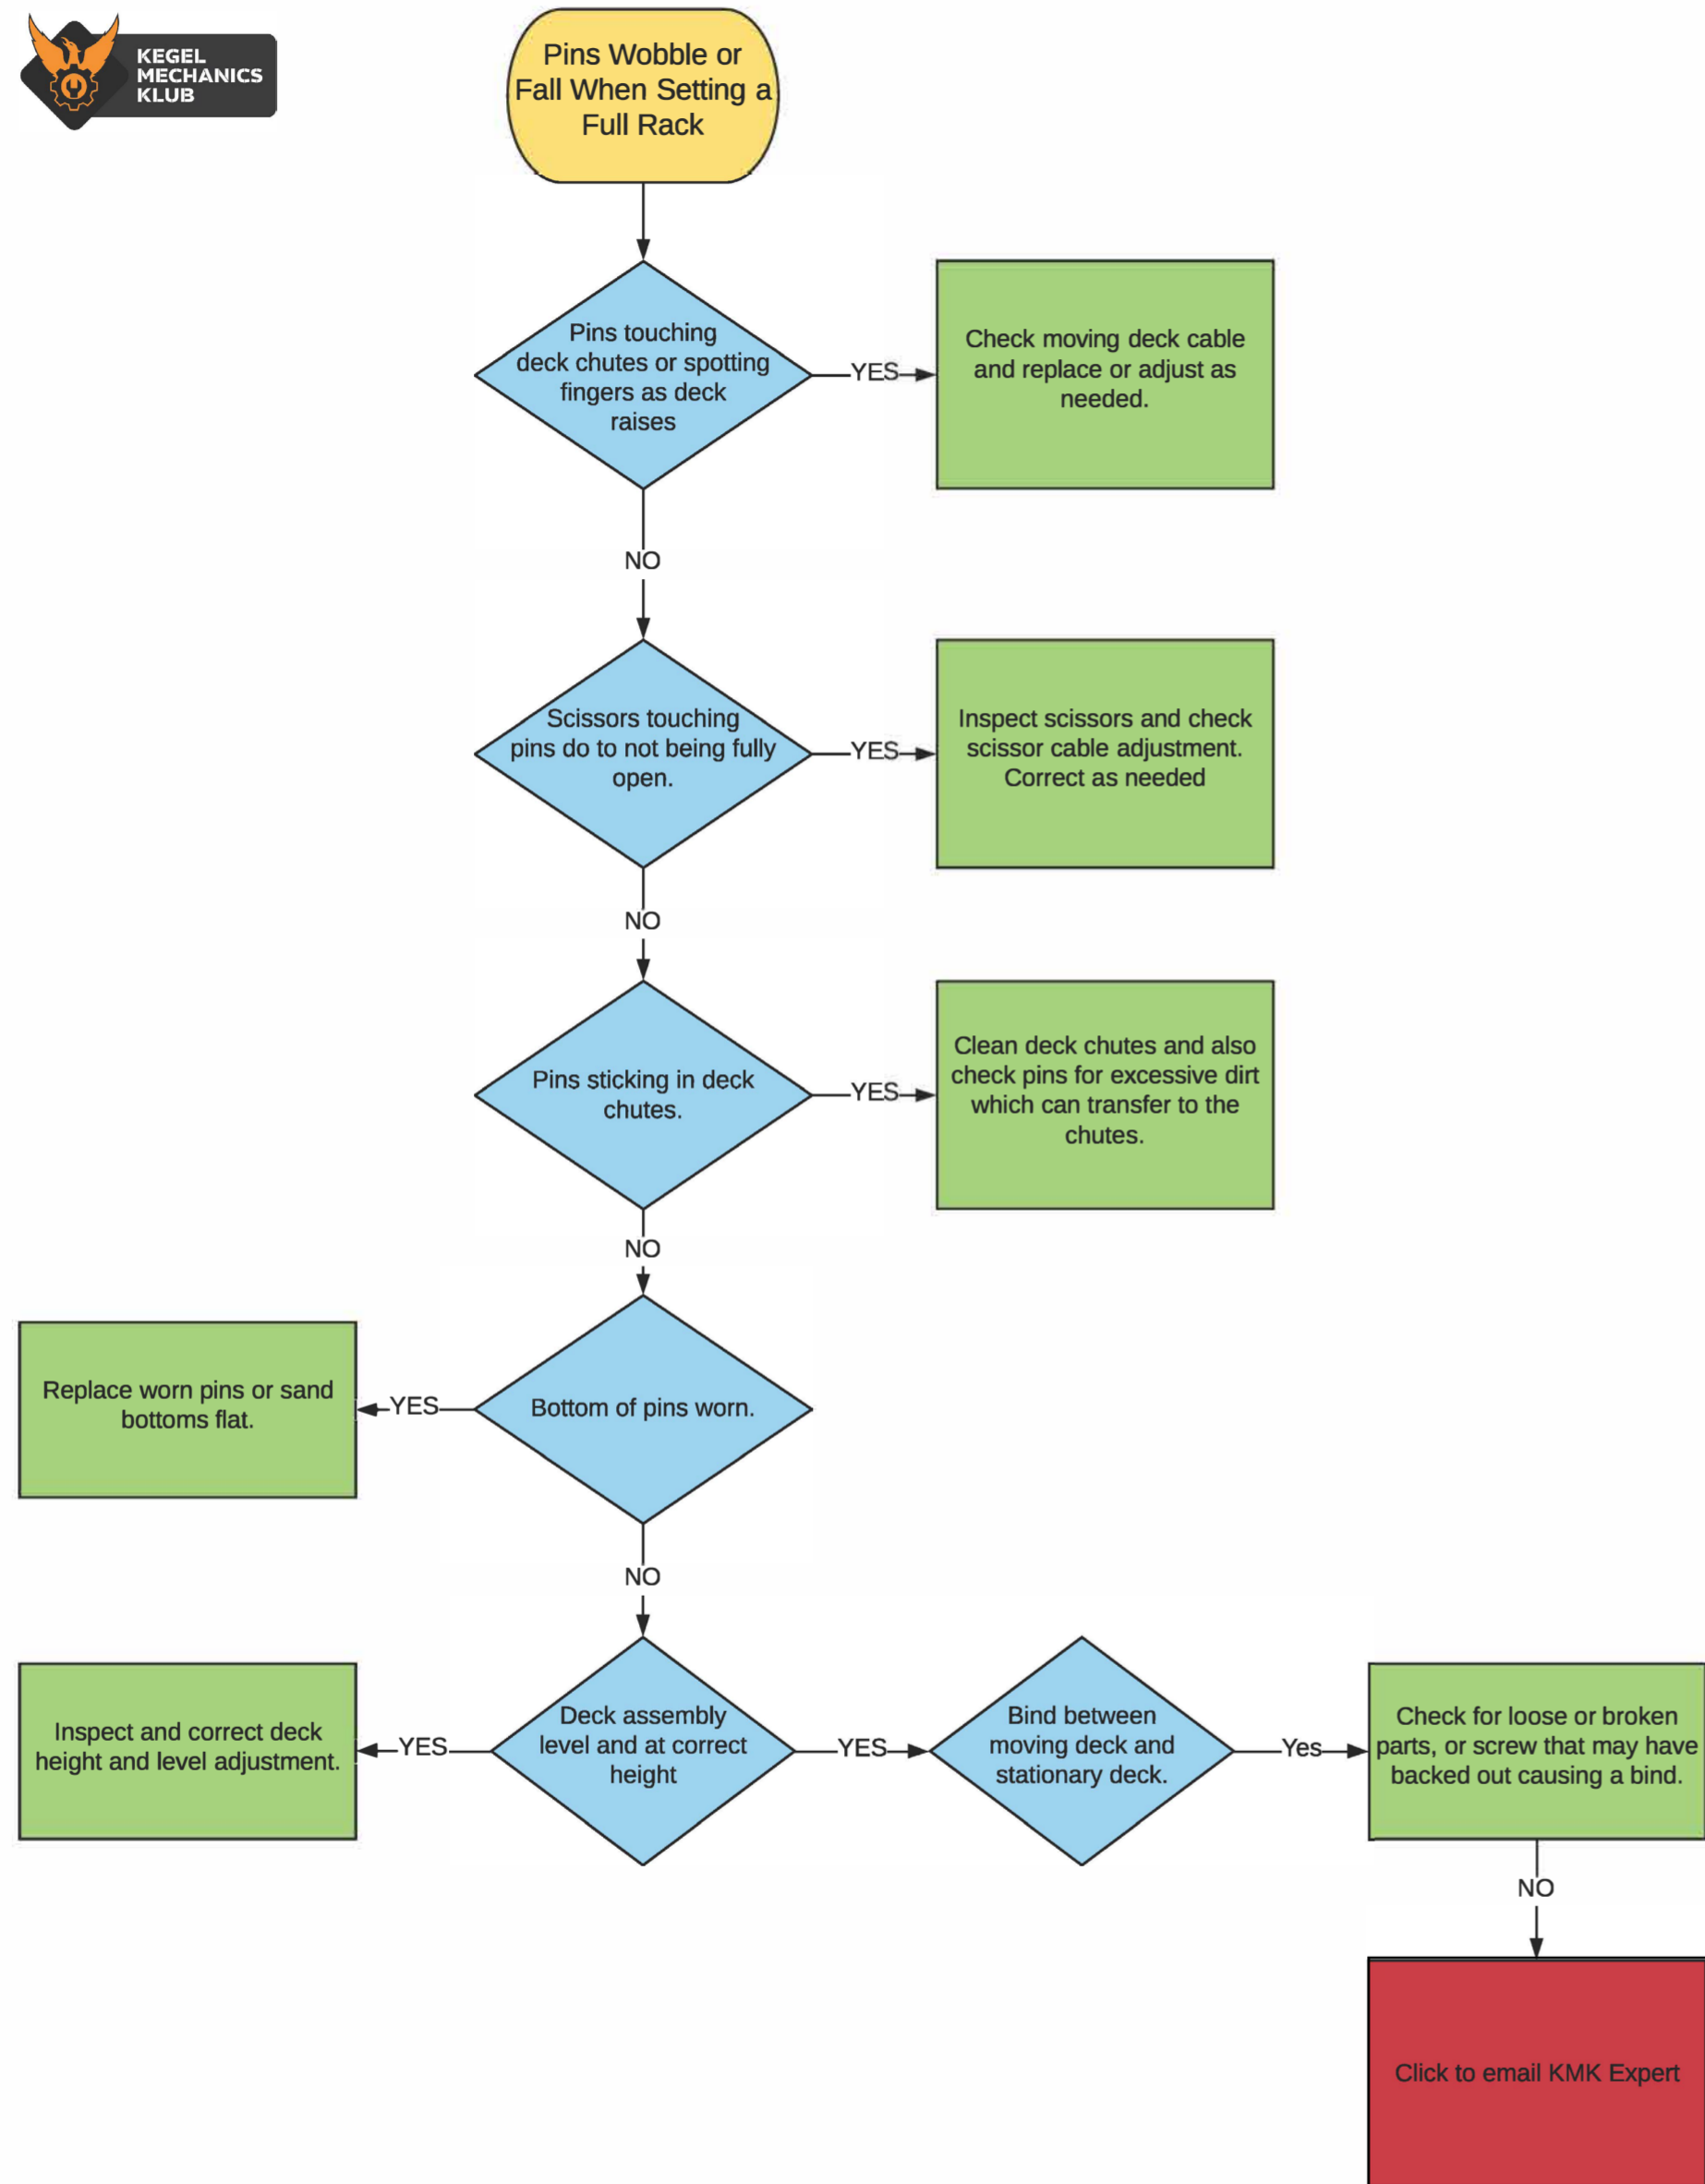 KEGEL
MECHANICS
KLUB
Pins Wobble or
Fall When Setting a
Full Rack
Pins touching
deck chutes or spotting
fingers as deck
raises
YES
Check moving deck cable
and replace or adjust as
needed.
NO
Scissors touching
pins do to not being fully
open.
YES
Inspect scissors and check
scissor cable adjustment.
Correct as needed
NO
Pins sticking in deck
chutes.
YES
Clean deck chutes and also
check pins for excessive dirt
which can transfer to the
chutes.
NO
Replace worn pins or sand
bottoms flat.
YES
Bottom of pins worn.
NO
Inspect and correct deck
height and level adjustment.
YES
Deck assembly
level and at correct
height
YES
Bind between
moving deck and
stationary deck.
Yes
Check for loose or broken
parts, or screw that may have
backed out causing a bind.
NO
Click to email KMK Expert